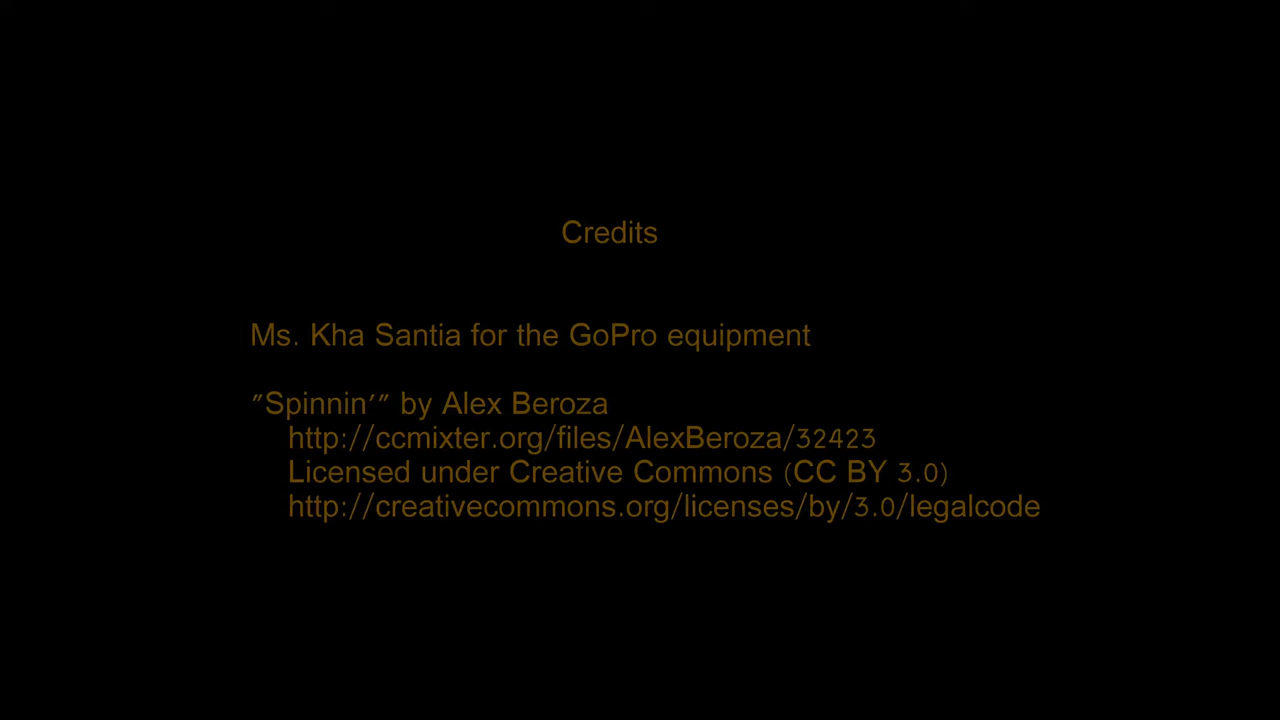 Credits
Ms. Kha Santia for the GoPro equipment
"Spinnin'" by Alex Beroza
http://ccmixter.org/files/AlexBeroza/32423
Licensed under Creative Commons (CC BY 3.0)
http://creativecommons.org/licenses/by/3.0/legalcode